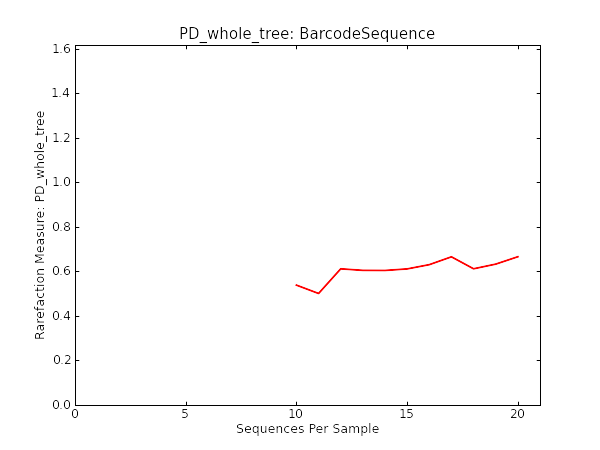 PD_whole_tree: BarcodeSequence
Rarefaction Measure: PD_whole_tree
1.6
1.4
1.2
1.0
0.8
0.6
0.4
0.2
0.0
0 5 10 15 20
Sequences Per Sample